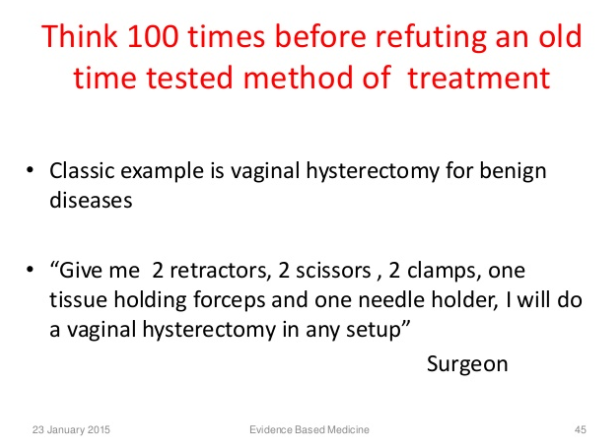 Think 100 times before refuting an old
time tested method of  treatment
• Classic example is vaginal hysterectomy for benign
diseases
• “Give me  2 retractors, 2 scissors , 2 clamps, one
tissue holding forceps and one needle holder, I will do
a vaginal hysterectomy in any setup”
Surgeon
23 January 2015 Evidence Based Medicine 45